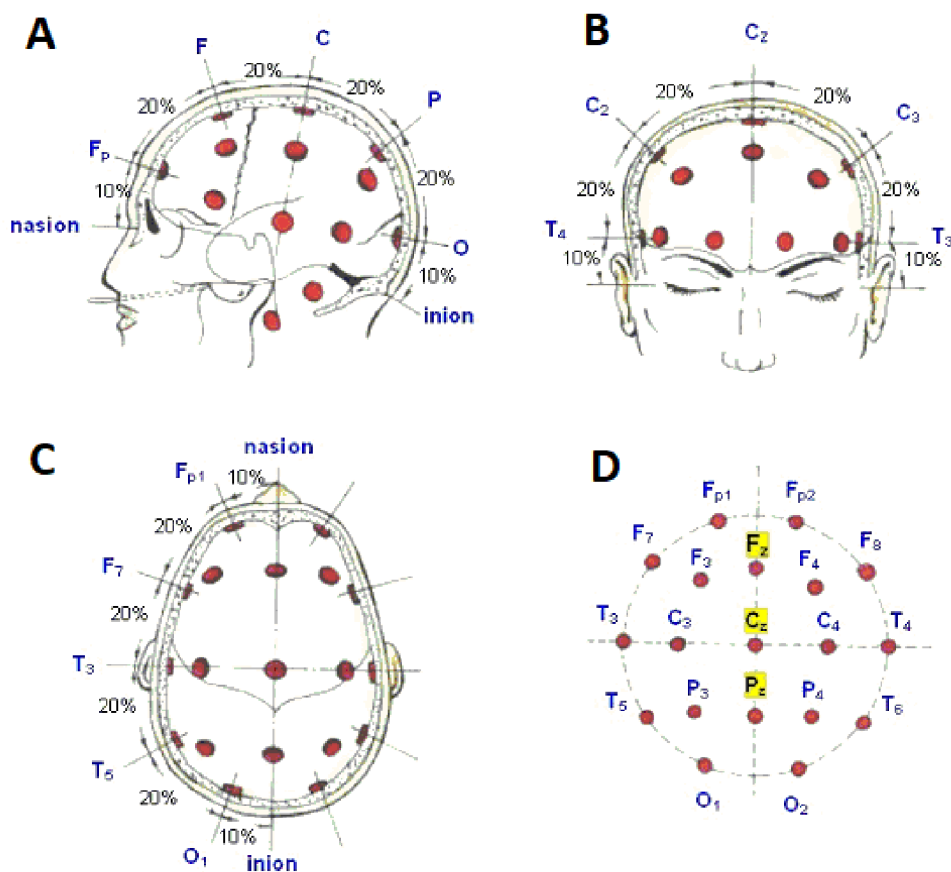 A
F
C
20%
20%
20%
P
Fp
20%
10%
nasion
O
10%
inion
B
C2
20%
20%
C2
C3
20%
20%
T4
T3
10%
10%
C
nasion
Fp1
10%
20%
F7
20%
T3
20%
T5
20%
10%
O1
inion
D
Fp1
Fp2
F7
Fz
F8
F3
F4
T3
C3
Cz
C4
T4
T5
P3
Pz
P4
T6
O1
O2